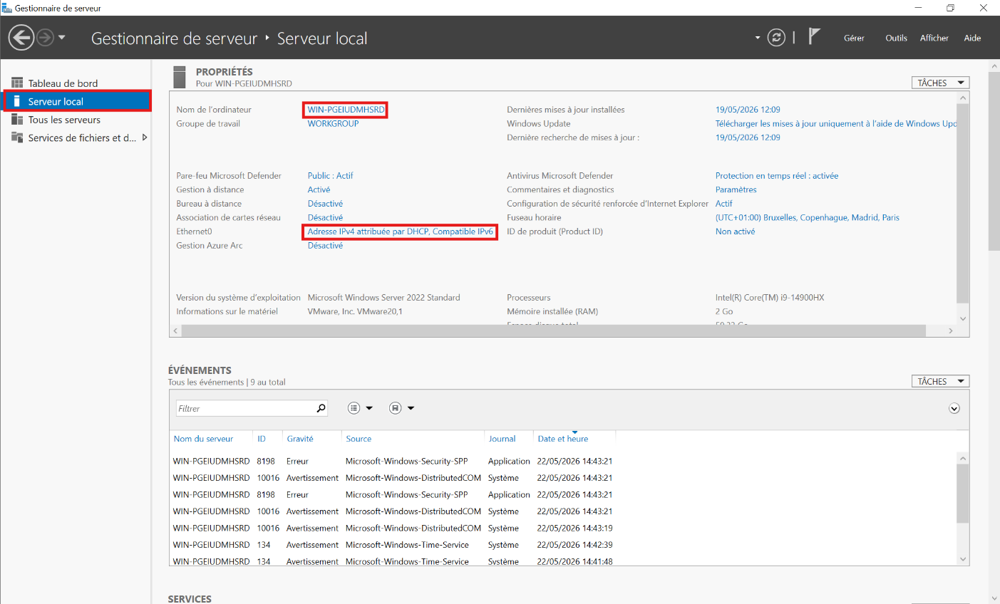 Gestionnaire de serveur
Gestionnaire de serveur ‣ Serveur local
Gérer Outils Afficher Aide
Tableau de bord
Serveur local
Tous les serveurs
Services de fichiers et d...
PROPRIÉTÉS
Pour WIN-PGEIUDMHSRD
TÂCHES
Nom de l'ordinateur WIN-PGEIUDMHSRD Dernières mises à jour installées 19/05/2026 12:09
Groupe de travail WORKGROUP Windows Update Télécharger les mises à jour uniquement à l'aide de Windows Upd
Dernière recherche de mises à jour : 19/05/2026 12:09
Pare-feu Microsoft Defender Public : Actif Antivirus Microsoft Defender Protection en temps réel : activée
Gestion à distance Activé Commentaires et diagnostics Paramètres
Bureau à distance Désactivé Configuration de sécurité renforcée d'Internet Explorer Actif
Association de cartes réseau Désactivé Fuseau horaire (UTC+01:00) Bruxelles, Copenhague, Madrid, Paris
Ethernet0 Adresse IPv4 attribuée par DHCP, Compatible IPv6 ID de produit (Product ID) Non activé
Gestion Azure Arc Désactivé
Version du système d'exploitation Microsoft Windows Server 2022 Standard Processeurs Intel(R) Core(TM) i9-14900HX
Informations sur le matériel VMware, Inc. VMware20,1 Mémoire installée (RAM) 2 Go
Espace disque total
ÉVÉNEMENTS
Tous les événements | 9 au total
TÂCHES
Filtrer
Nom du serveur ID Gravité Source Journal Date et heure
WIN-PGEIUDMHSRD 8198 Erreur Microsoft-Windows-Security-SPP Application 22/05/2026 14:43:21
WIN-PGEIUDMHSRD 10016 Avertissement Microsoft-Windows-DistributedCOM Système 22/05/2026 14:43:21
WIN-PGEIUDMHSRD 8198 Erreur Microsoft-Windows-Security-SPP Application 22/05/2026 14:43:21
WIN-PGEIUDMHSRD 10016 Avertissement Microsoft-Windows-DistributedCOM Système 22/05/2026 14:43:21
WIN-PGEIUDMHSRD 10016 Avertissement Microsoft-Windows-DistributedCOM Système 22/05/2026 14:43:19
WIN-PGEIUDMHSRD 134 Avertissement Microsoft-Windows-Time-Service Système 22/05/2026 14:42:39
WIN-PGEIUDMHSRD 134 Avertissement Microsoft-Windows-Time-Service Système 22/05/2026 14:41:48
SERVICES